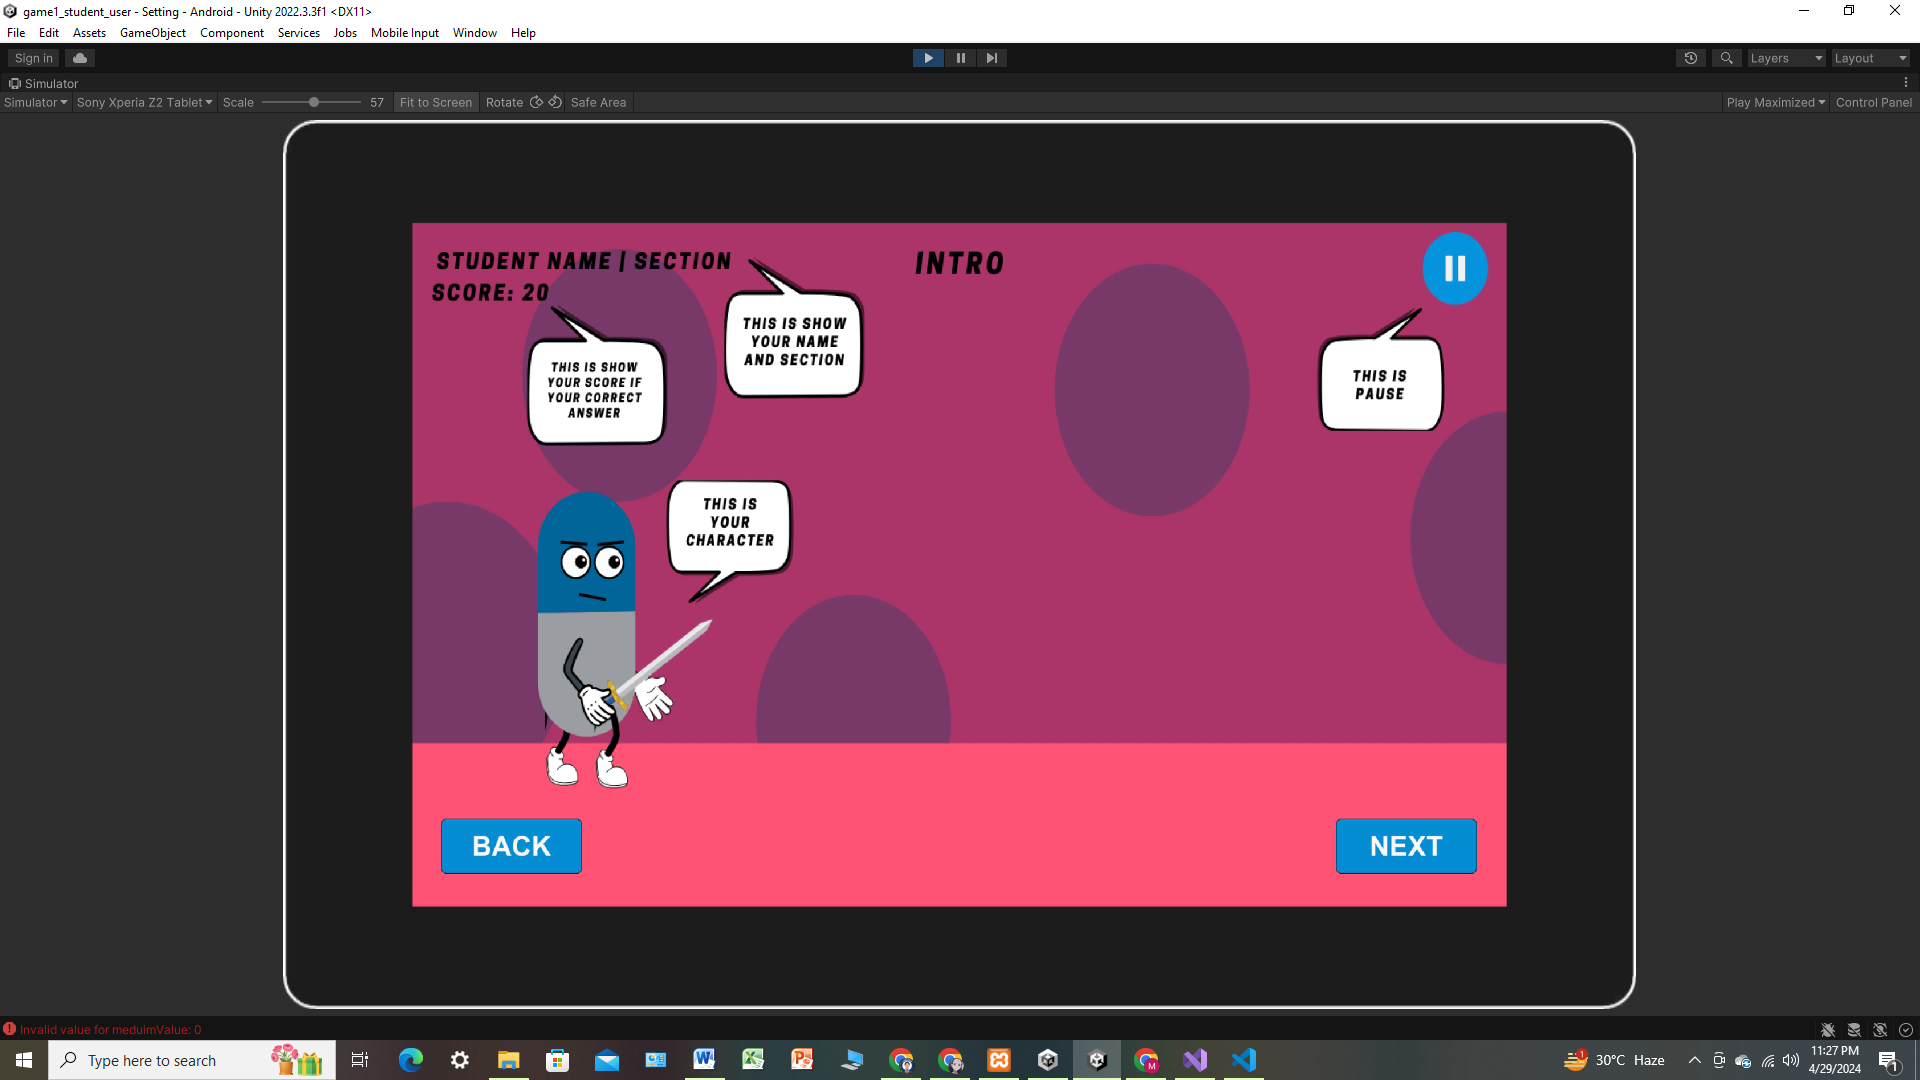 game1_student_user - Setting - Android - Unity 2022.3.3f1 <DX11>
File Edit Assets GameObject Component Services Jobs Mobile Input Window Help
Sign in
Layers
Layout
Simulator
Simulator Sony Xperia Z2 Tablet Scale 57 Fit to Screen Rotate Safe Area
Play Maximized Control Panel
STUDENT NAME | SECTION
SCORE: 20
INTRO
THIS IS SHOW
YOUR NAME
AND SECTION
THIS IS SHOW
YOUR SCORE IF
YOUR CORRECT
ANSWER
THIS IS
PAUSE
THIS IS
YOUR
CHARACTER
BACK
NEXT
Invalid value for meduimValue: 0
Type here to search
30°C Haze
11:27 PM
4/29/2024